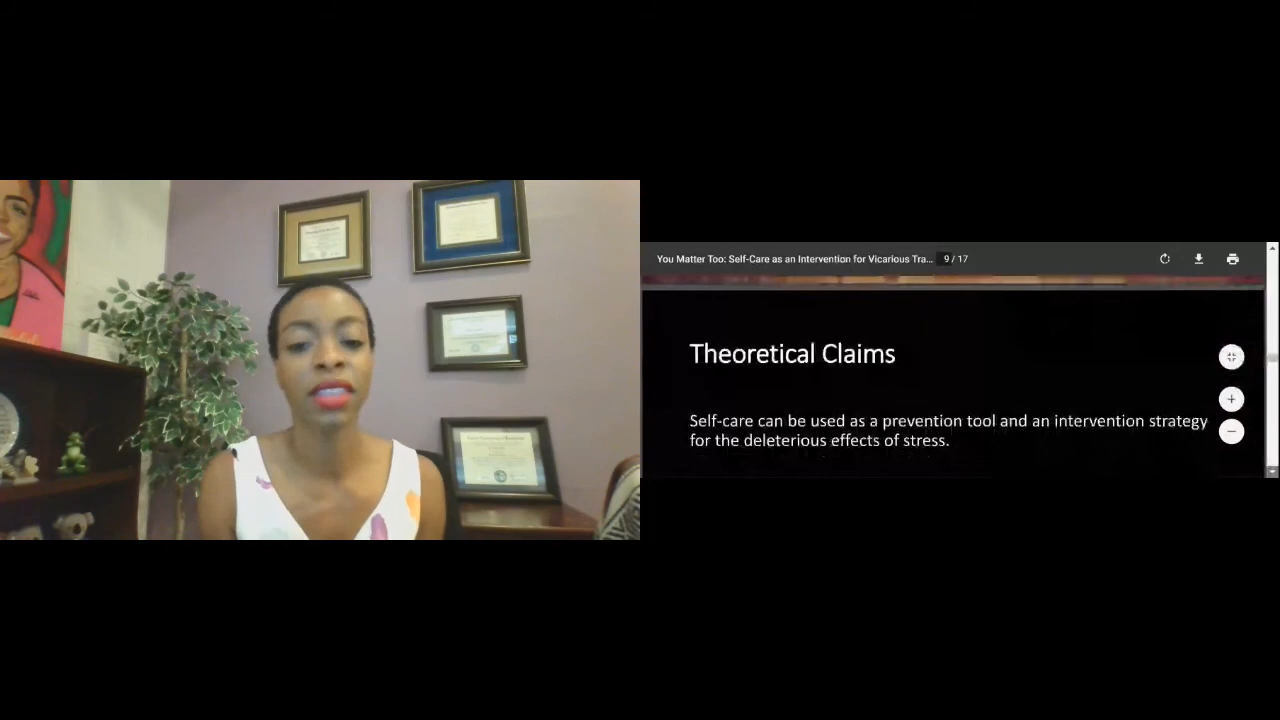 You Matter Too: Self-Care as an Intervention for Vicarious Tra... 9 / 17
Theoretical Claims
Self-care can be used as a prevention tool and an intervention strategy
for the deleterious effects of stress.